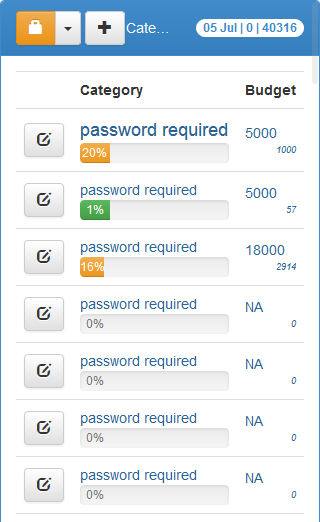 Cate... 05 Jul | 0 | 40316
Category Budget
password required 5000
20% 1000
password required 5000
1% 57
password required 18000
16% 2914
password required NA
0% 0
password required NA
0% 0
password required NA
0% 0
password required NA
0% 0